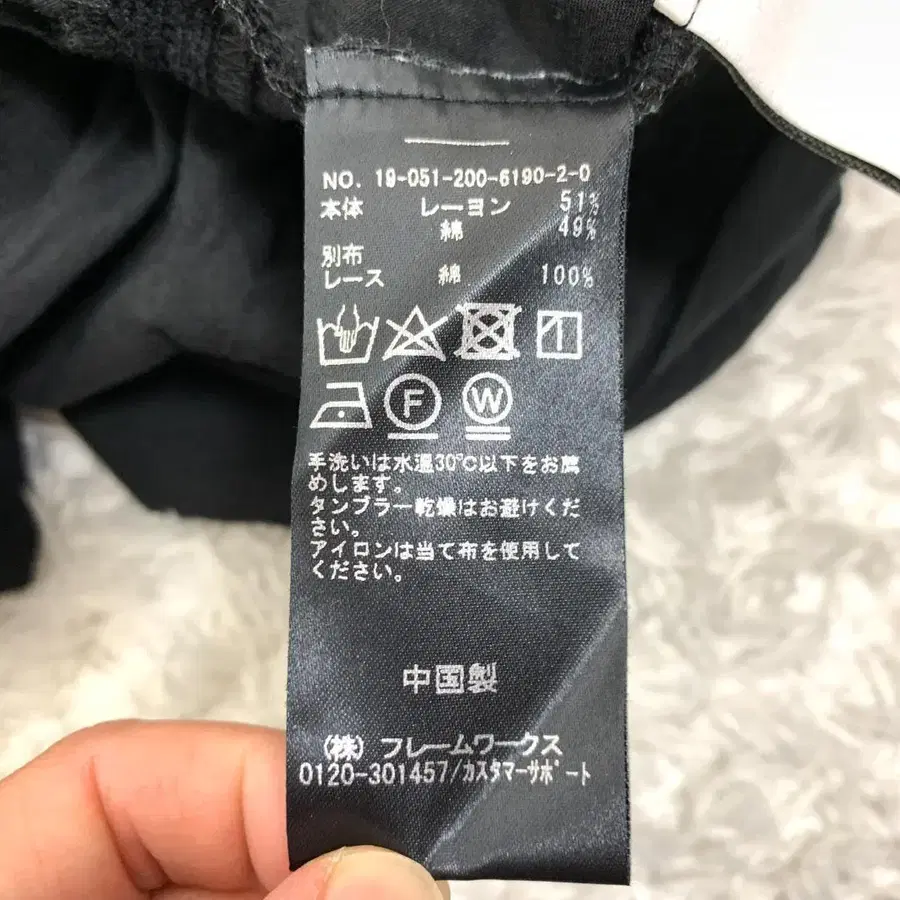 NO. 19-051-200-6190-2-0
本体 レーヨン 51%
綿 49%
別布
レース 綿 100%
F W
手洗いは水温30℃以下をお薦
めします。
タンブラー乾燥はお避けくだ
さい。
アイロンは当て布を使用して
ください。
中国製
(株) フレームワークス
0120-301457/カスタマーサポート